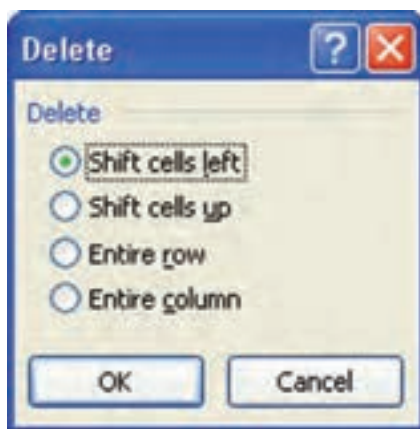 Delete
Delete
Shift cells left
Shift cells up
Entire row
Entire column
OK Cancel